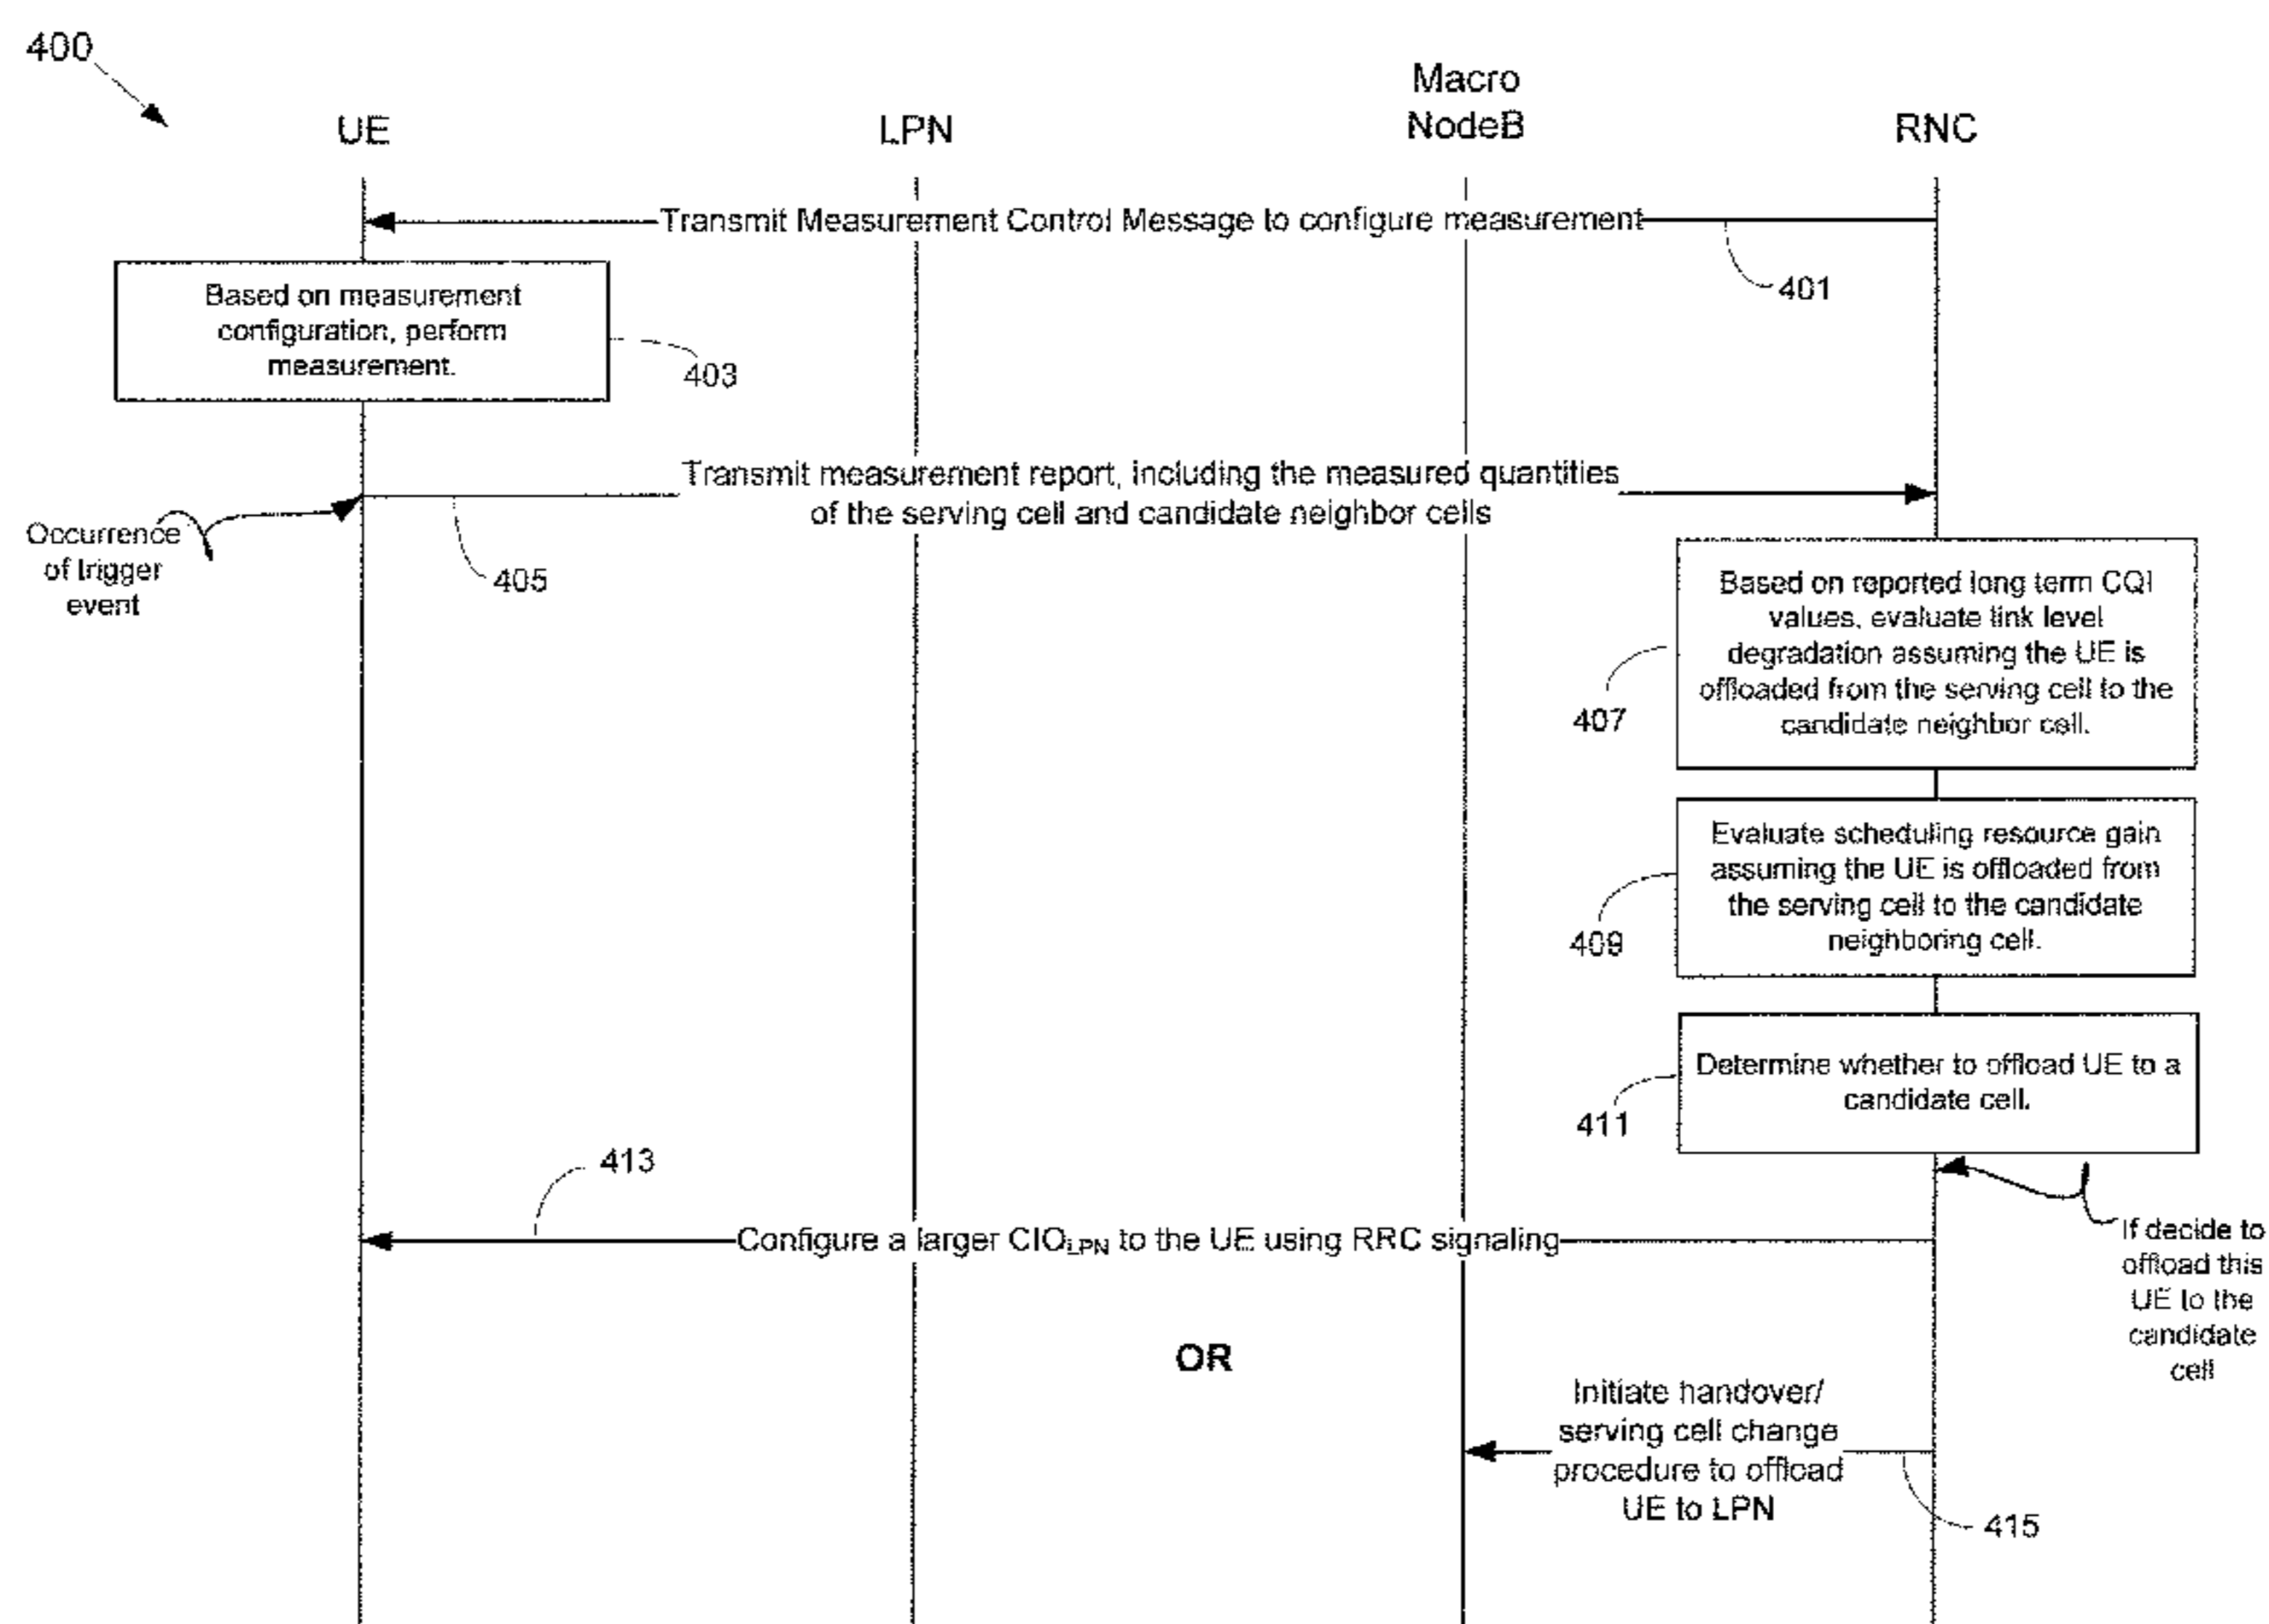 400
UE
LPN
Macro
NodeB
RNC
Transmit Measurement Control Message to configure measurement
401
Based on measurement
configuration, perform
measurement.
403
Transmit measurement report, including the measured quantities
of the serving cell and candidate neighbor cells
Occurrence
of trigger
event
405
Based on reported long term CQI
values, evaluate link level
degradation assuming the UE is
offloaded from the serving cell to the
candidate neighbor cell.
407
Evaluate scheduling resource gain
assuming the UE is offloaded from
the serving cell to the candidate
neighboring cell.
409
Determine whether to offload UE to a
candidate cell.
411
413
Configure a larger CIO_LPN to the UE using RRC signaling
If decide to
offload this
UE to the
candidate
cell
OR
Initiate handover/
serving cell change
procedure to offload
UE to LPN
415